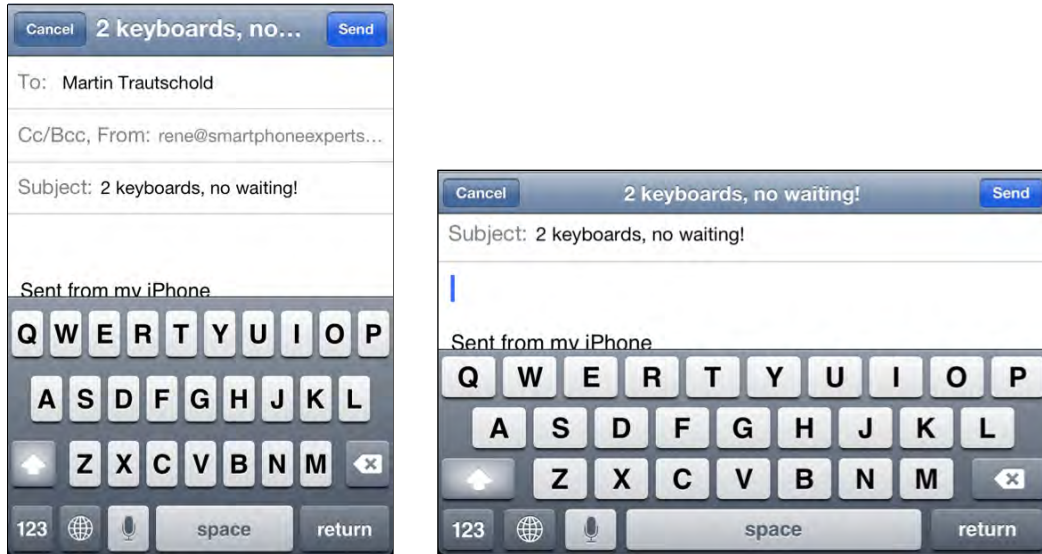 Cancel 2 keyboards, no... Send
To: Martin Trautschold
Cc/Bcc, From: rene@smartphoneexperts...
Subject: 2 keyboards, no waiting!
Sent from my iPhone
Q W E R T Y U I O P
A S D F G H J K L
Z X C V B N M
123 space return
Cancel 2 keyboards, no waiting! Send
Subject: 2 keyboards, no waiting!
Sent from my iPhone
Q W E R T Y U I O P
A S D F G H J K L
Z X C V B N M
123 space return